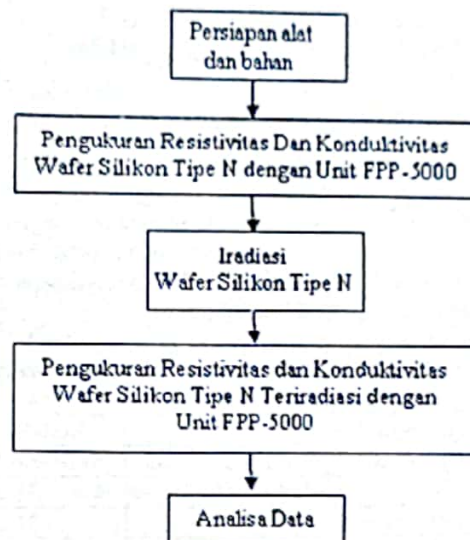 Persiapan alat
dan bahan
Pengukuran Resistivitas Dan Konduktivitas
Wafer Silikon Tipe N dengan Unit FPP-5000
Iradiasi
Wafer Silikon Tipe N
Pengukuran Resistivitas dan Konduktivitas
Wafer Silikon Tipe N Teriradiasi dengan
Unit FPP-5000
Analisa Data